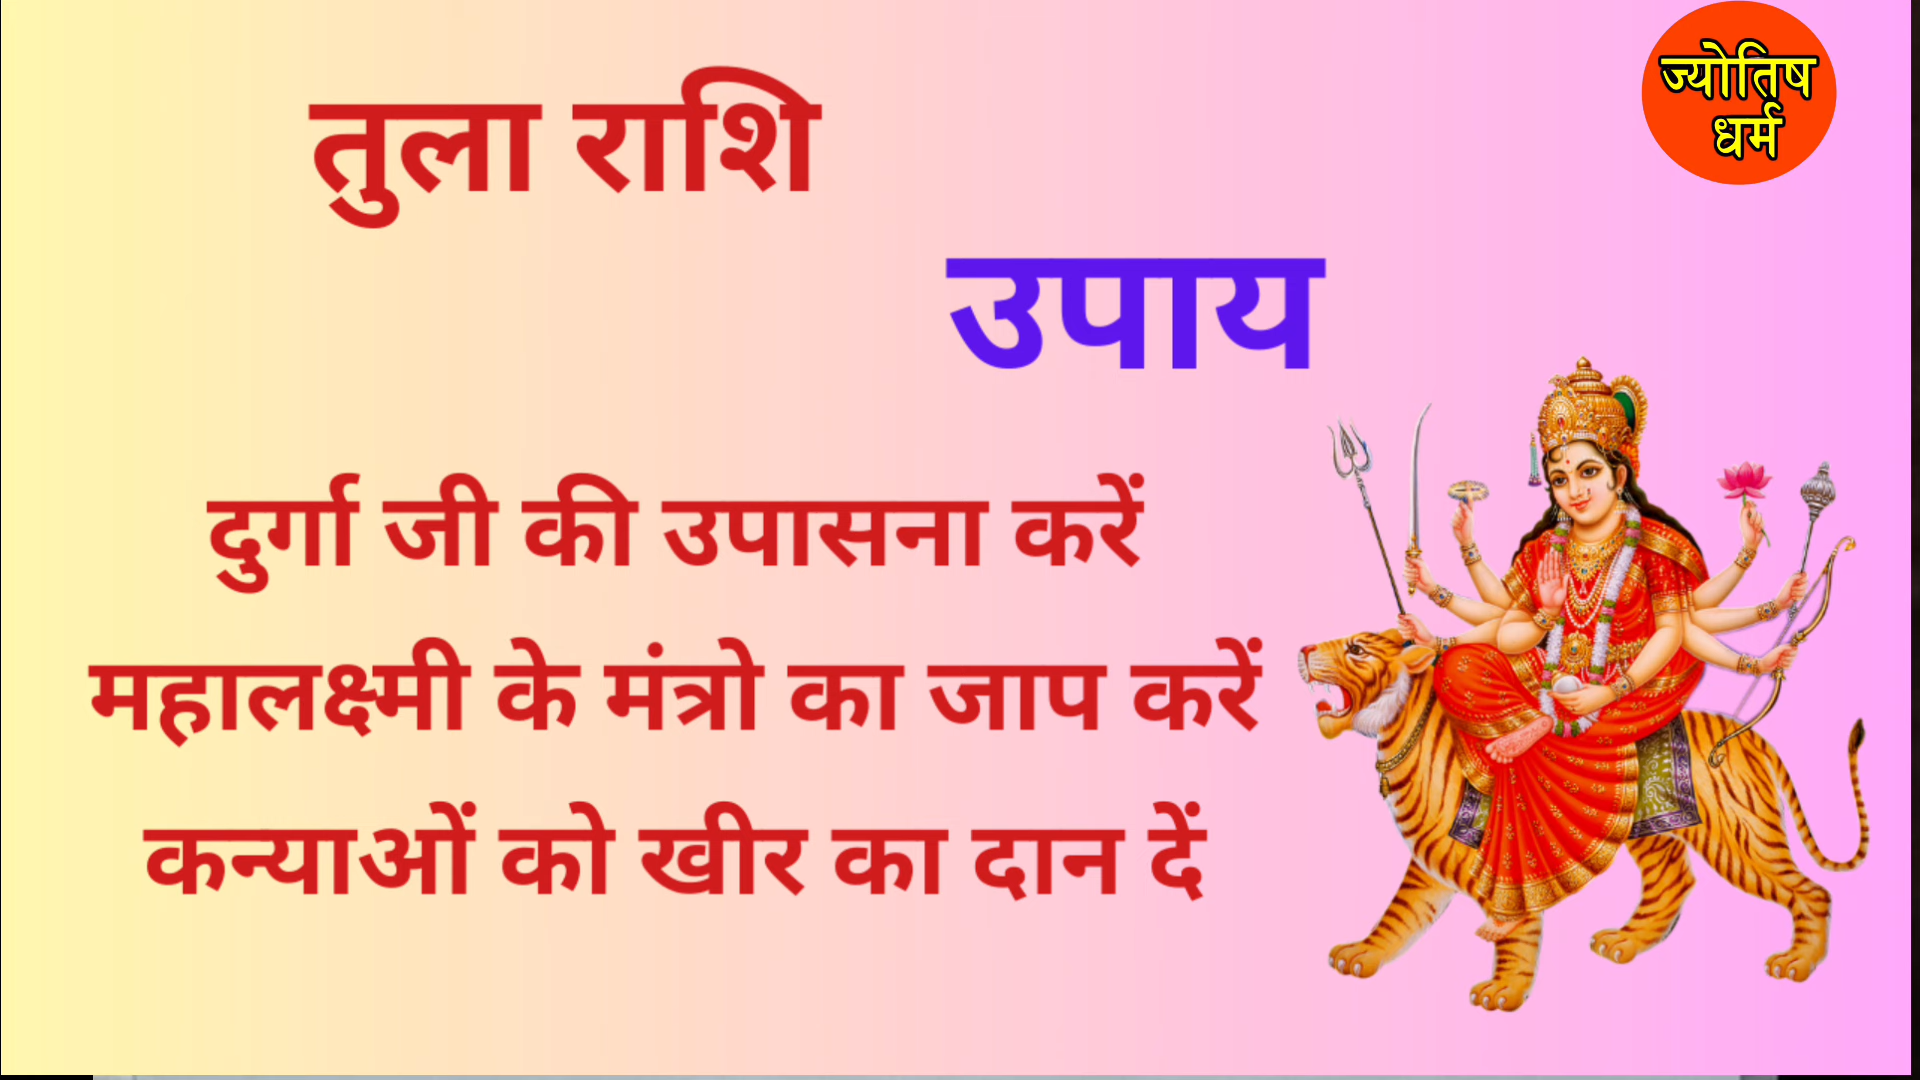 ज्योतिष
धर्म
तुला राशि
उपाय
दुर्गा जी की उपासना करें
महालक्ष्मी के मंत्रो का जाप करें
कन्याओं को खीर का दान दें